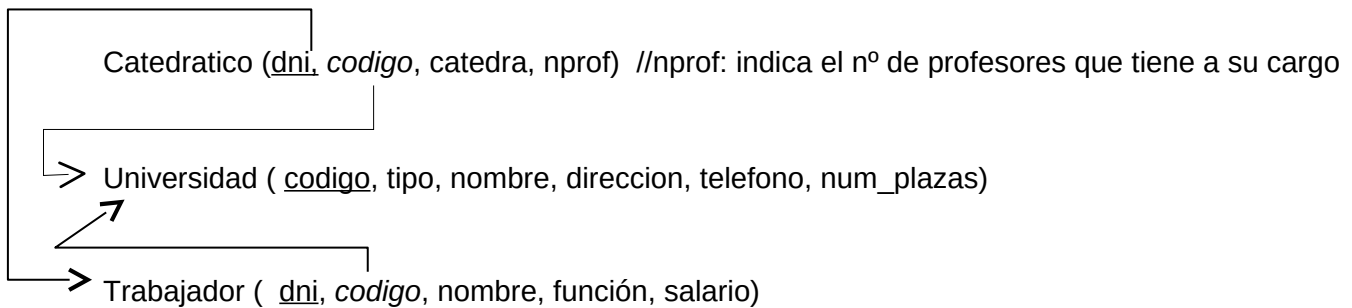 Catedratico (dni, codigo, catedra, nprof) //nprof: indica el nº de profesores que tiene a su cargo
Universidad ( codigo, tipo, nombre, direccion, telefono, num_plazas)
Trabajador ( dni, codigo, nombre, función, salario)